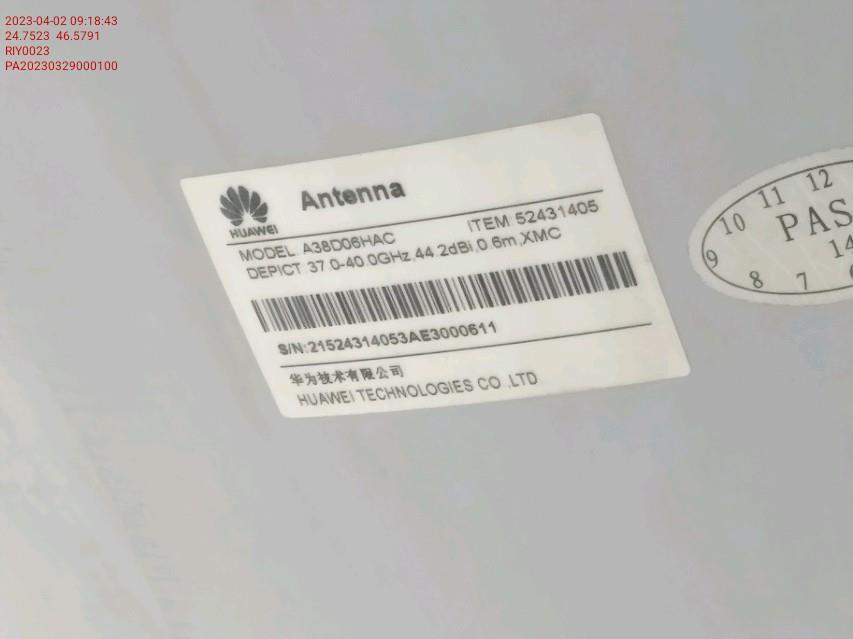 2023-04-02 09:18:43
24.7523 46.5791
RIY0023
PA20230329000100
HUAWEI
Antenna
MODEL A38D06HAC
ITEM 52431405
DEPICT 37.0-40.0GHz,44.2dBi,0.6m,XMC
S/N:21524314053AE3000611
华为技术有限公司
HUAWEI TECHNOLOGIES CO.,LTD
10 11 12
PAS
9
14
8 7